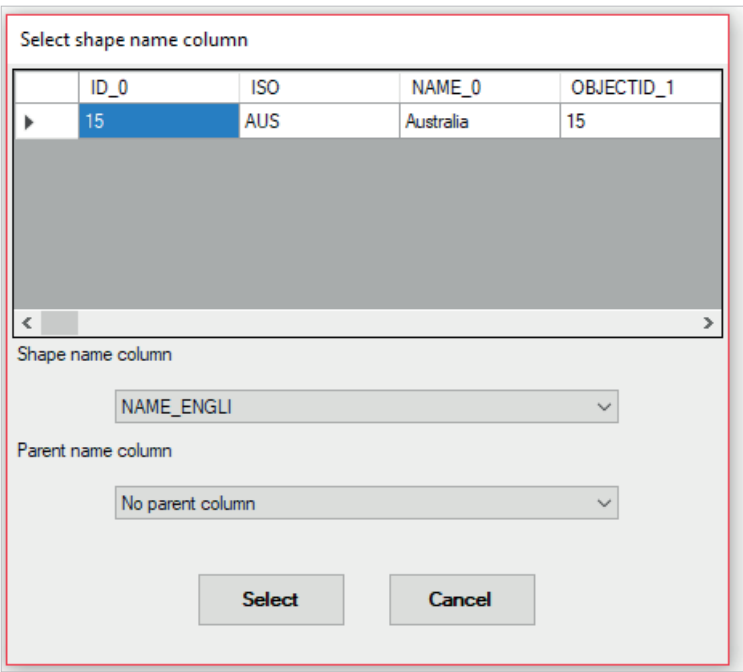 Select shape name column
ID_0 ISO NAME_0 OBJECTID_1
15 AUS Australia 15
Shape name column
NAME_ENGLI
Parent name column
No parent column
Select Cancel